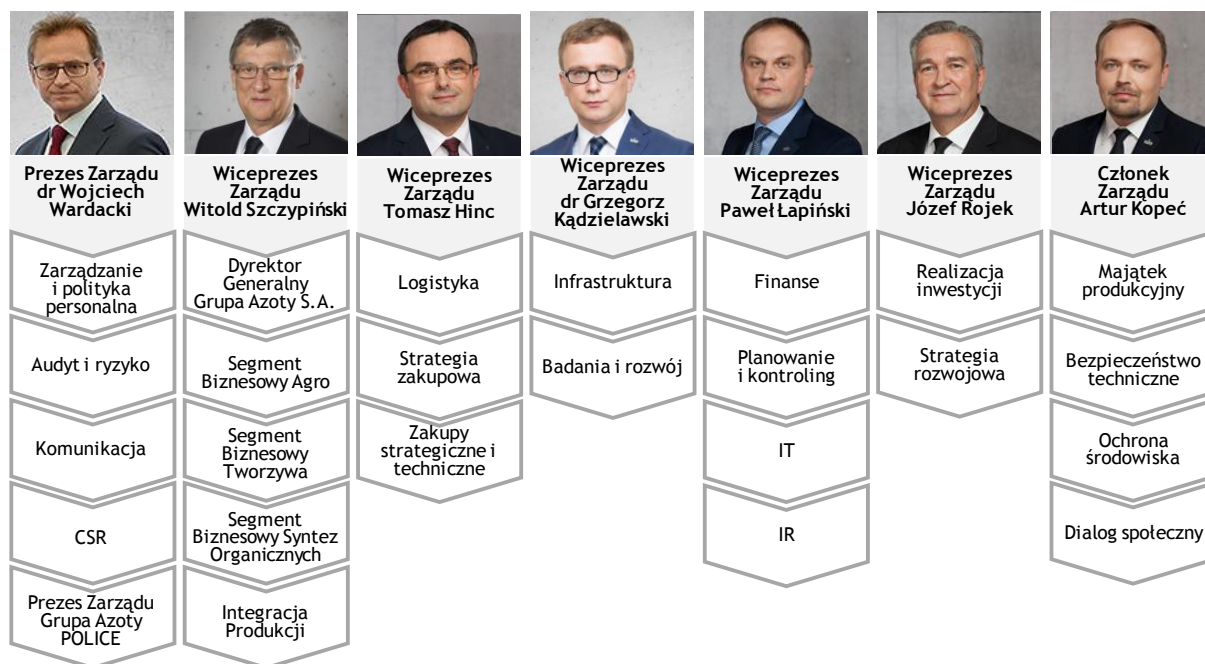 Prezes Zarządu
dr Wojciech
Wardacki
Zarządzanie
i polityka
personalna
Audyt i ryzyko
Komunikacja
CSR
Prezes Zarządu
Grupa Azoty
POLICE
Wiceprezes
Zarządu
Witold Szczypiński
Dyrektor
Generalny
Grupa Azoty S.A.
Segment
Biznesowy Agro
Segment
Biznesowy
Tworzywa
Segment
Biznesowy Syntez
Organicznych
Integracja
Produkcji
Wiceprezes
Zarządu
Tomasz Hinc
Logistyka
Strategia
zakupowa
Zakupy
strategiczne i
techniczne
Wiceprezes
Zarządu
dr Grzegorz
Kądzielawski
Infrastruktura
Badania i rozwój
Wiceprezes
Zarządu
Paweł Łapiński
Finanse
Planowanie
i kontroling
IT
IR
Wiceprezes
Zarządu
Józef Rojek
Realizacja
inwestycji
Strategia
rozwojowa
Członek
Zarządu
Artur Kopeć
Majątek
produkcyjny
Bezpieczeństwo
techniczne
Ochrona
środowiska
Dialog społeczny